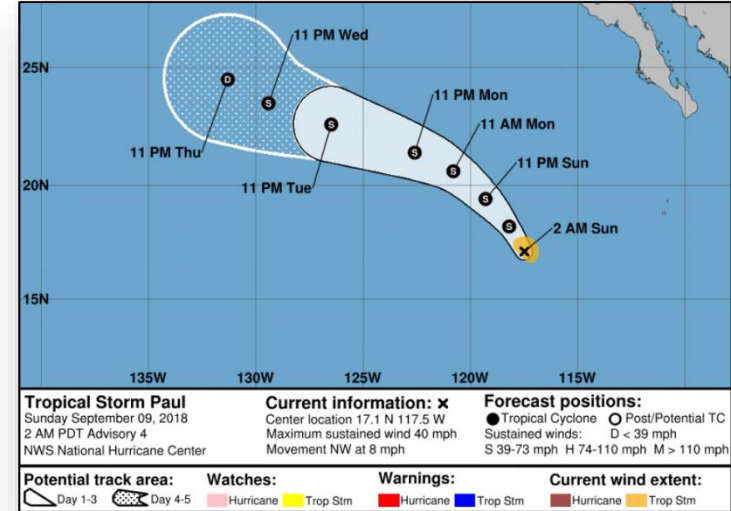 11 PM Wed
25N
11 PM Mon
11 AM Mon
11 PM Thu
11 PM Tue
20N
11 PM Sun
2 AM Sun
15N
140W
135W
130W
125W
120W
115W
D
S
S
S
S
S
S
Tropical Storm Paul
Sunday September 09, 2018
2 AM PDT Advisory 4
NWS National Hurricane Center
Current information: ×
Center location 17.1 N 117.5 W
Maximum sustained wind 40 mph
Movement NW at 8 mph
Forecast positions:
Tropical Cyclone Post/Potential TC
Sustained winds: D < 39 mph
S 39-73 mph H 74-110 mph M > 110 mph
Potential track area:
Day 1-3 Day 4-5
Watches:
Hurricane Trop Stm
Warnings:
Hurricane Trop Stm
Current wind extent:
Hurricane Trop Stm